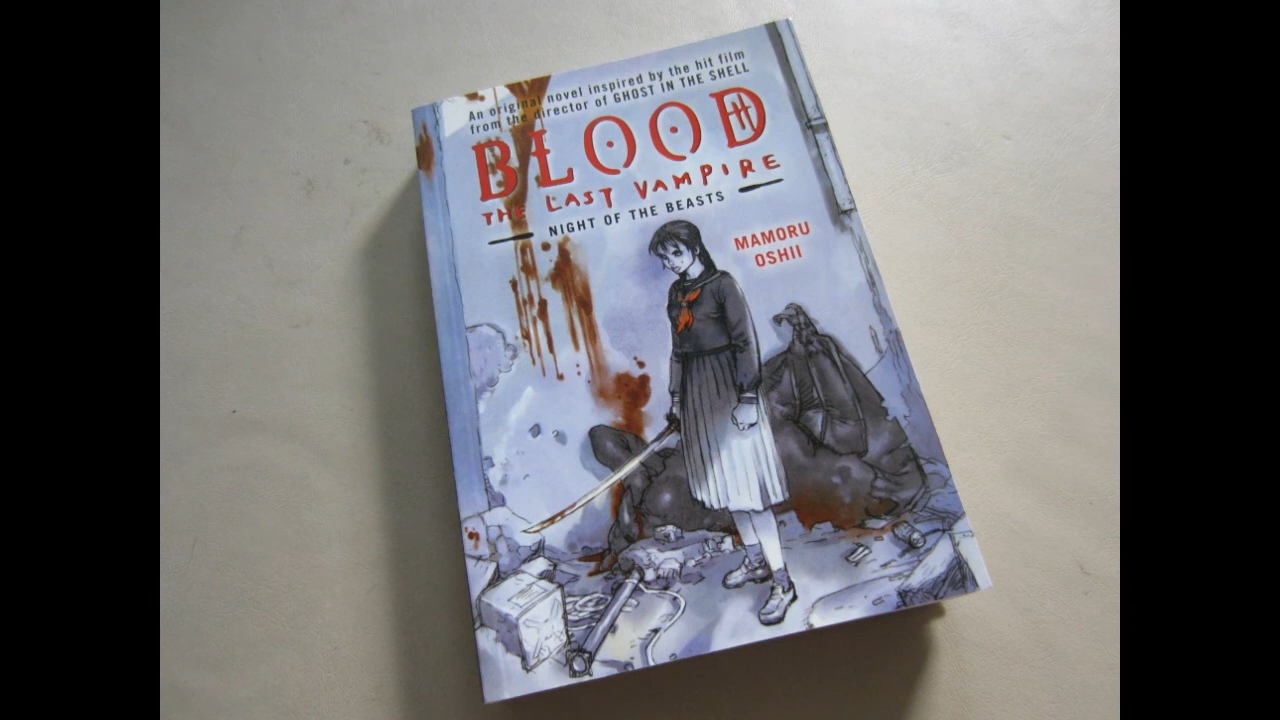 An original novel inspired by the hit film
from the director of GHOST IN THE SHELL
BLOOD
THE LAST VAMPIRE
NIGHT OF THE BEASTS
MAMORU
OSHII